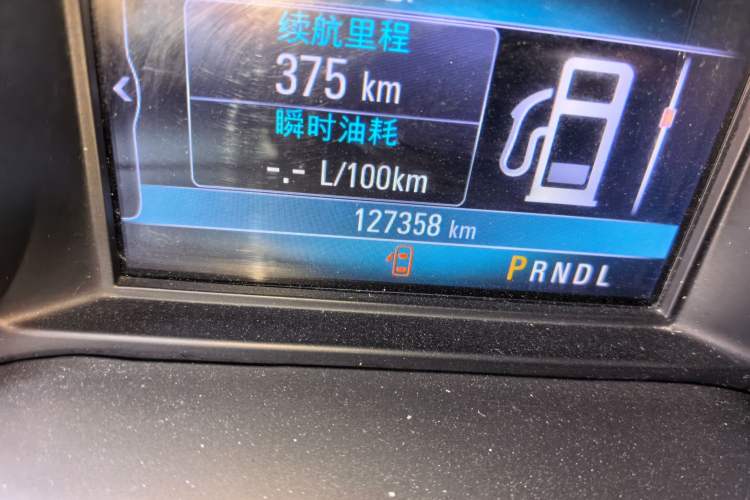 续航里程
375 km
瞬时油耗
-.- L/100km
127358 km
PRNDL